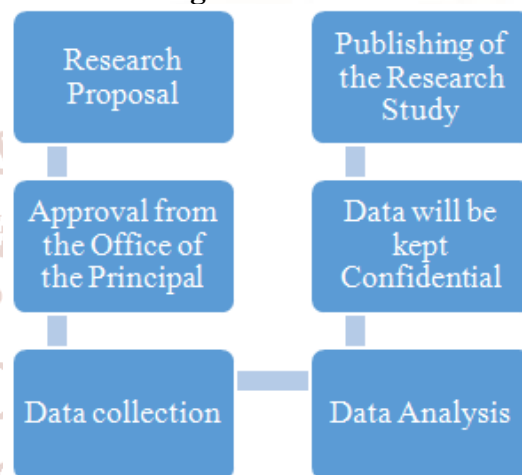 Research
Proposal
Approval from
the Office of
the Principal
Data collection
Data Analysis
Data will be
kept
Confidential
Publishing of
the Research
Study